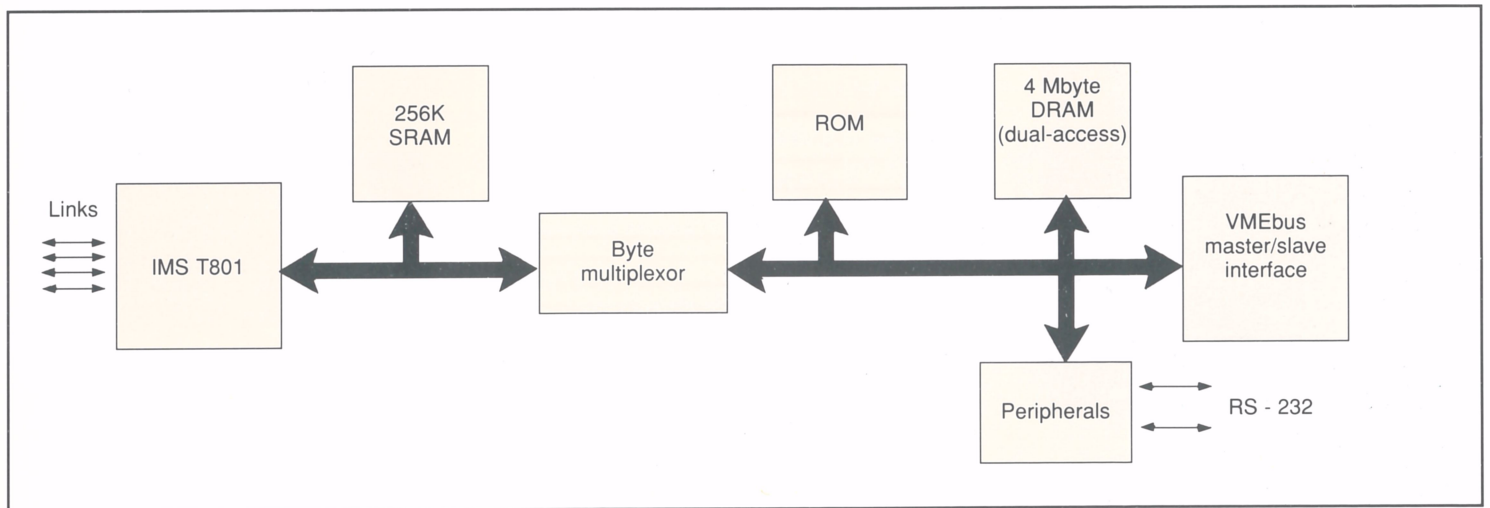 Links
IMS T801
256K
SRAM
Byte
multiplexor
ROM
4 Mbyte
DRAM
(dual-access)
VMEbus
master/slave
interface
Peripherals
RS - 232